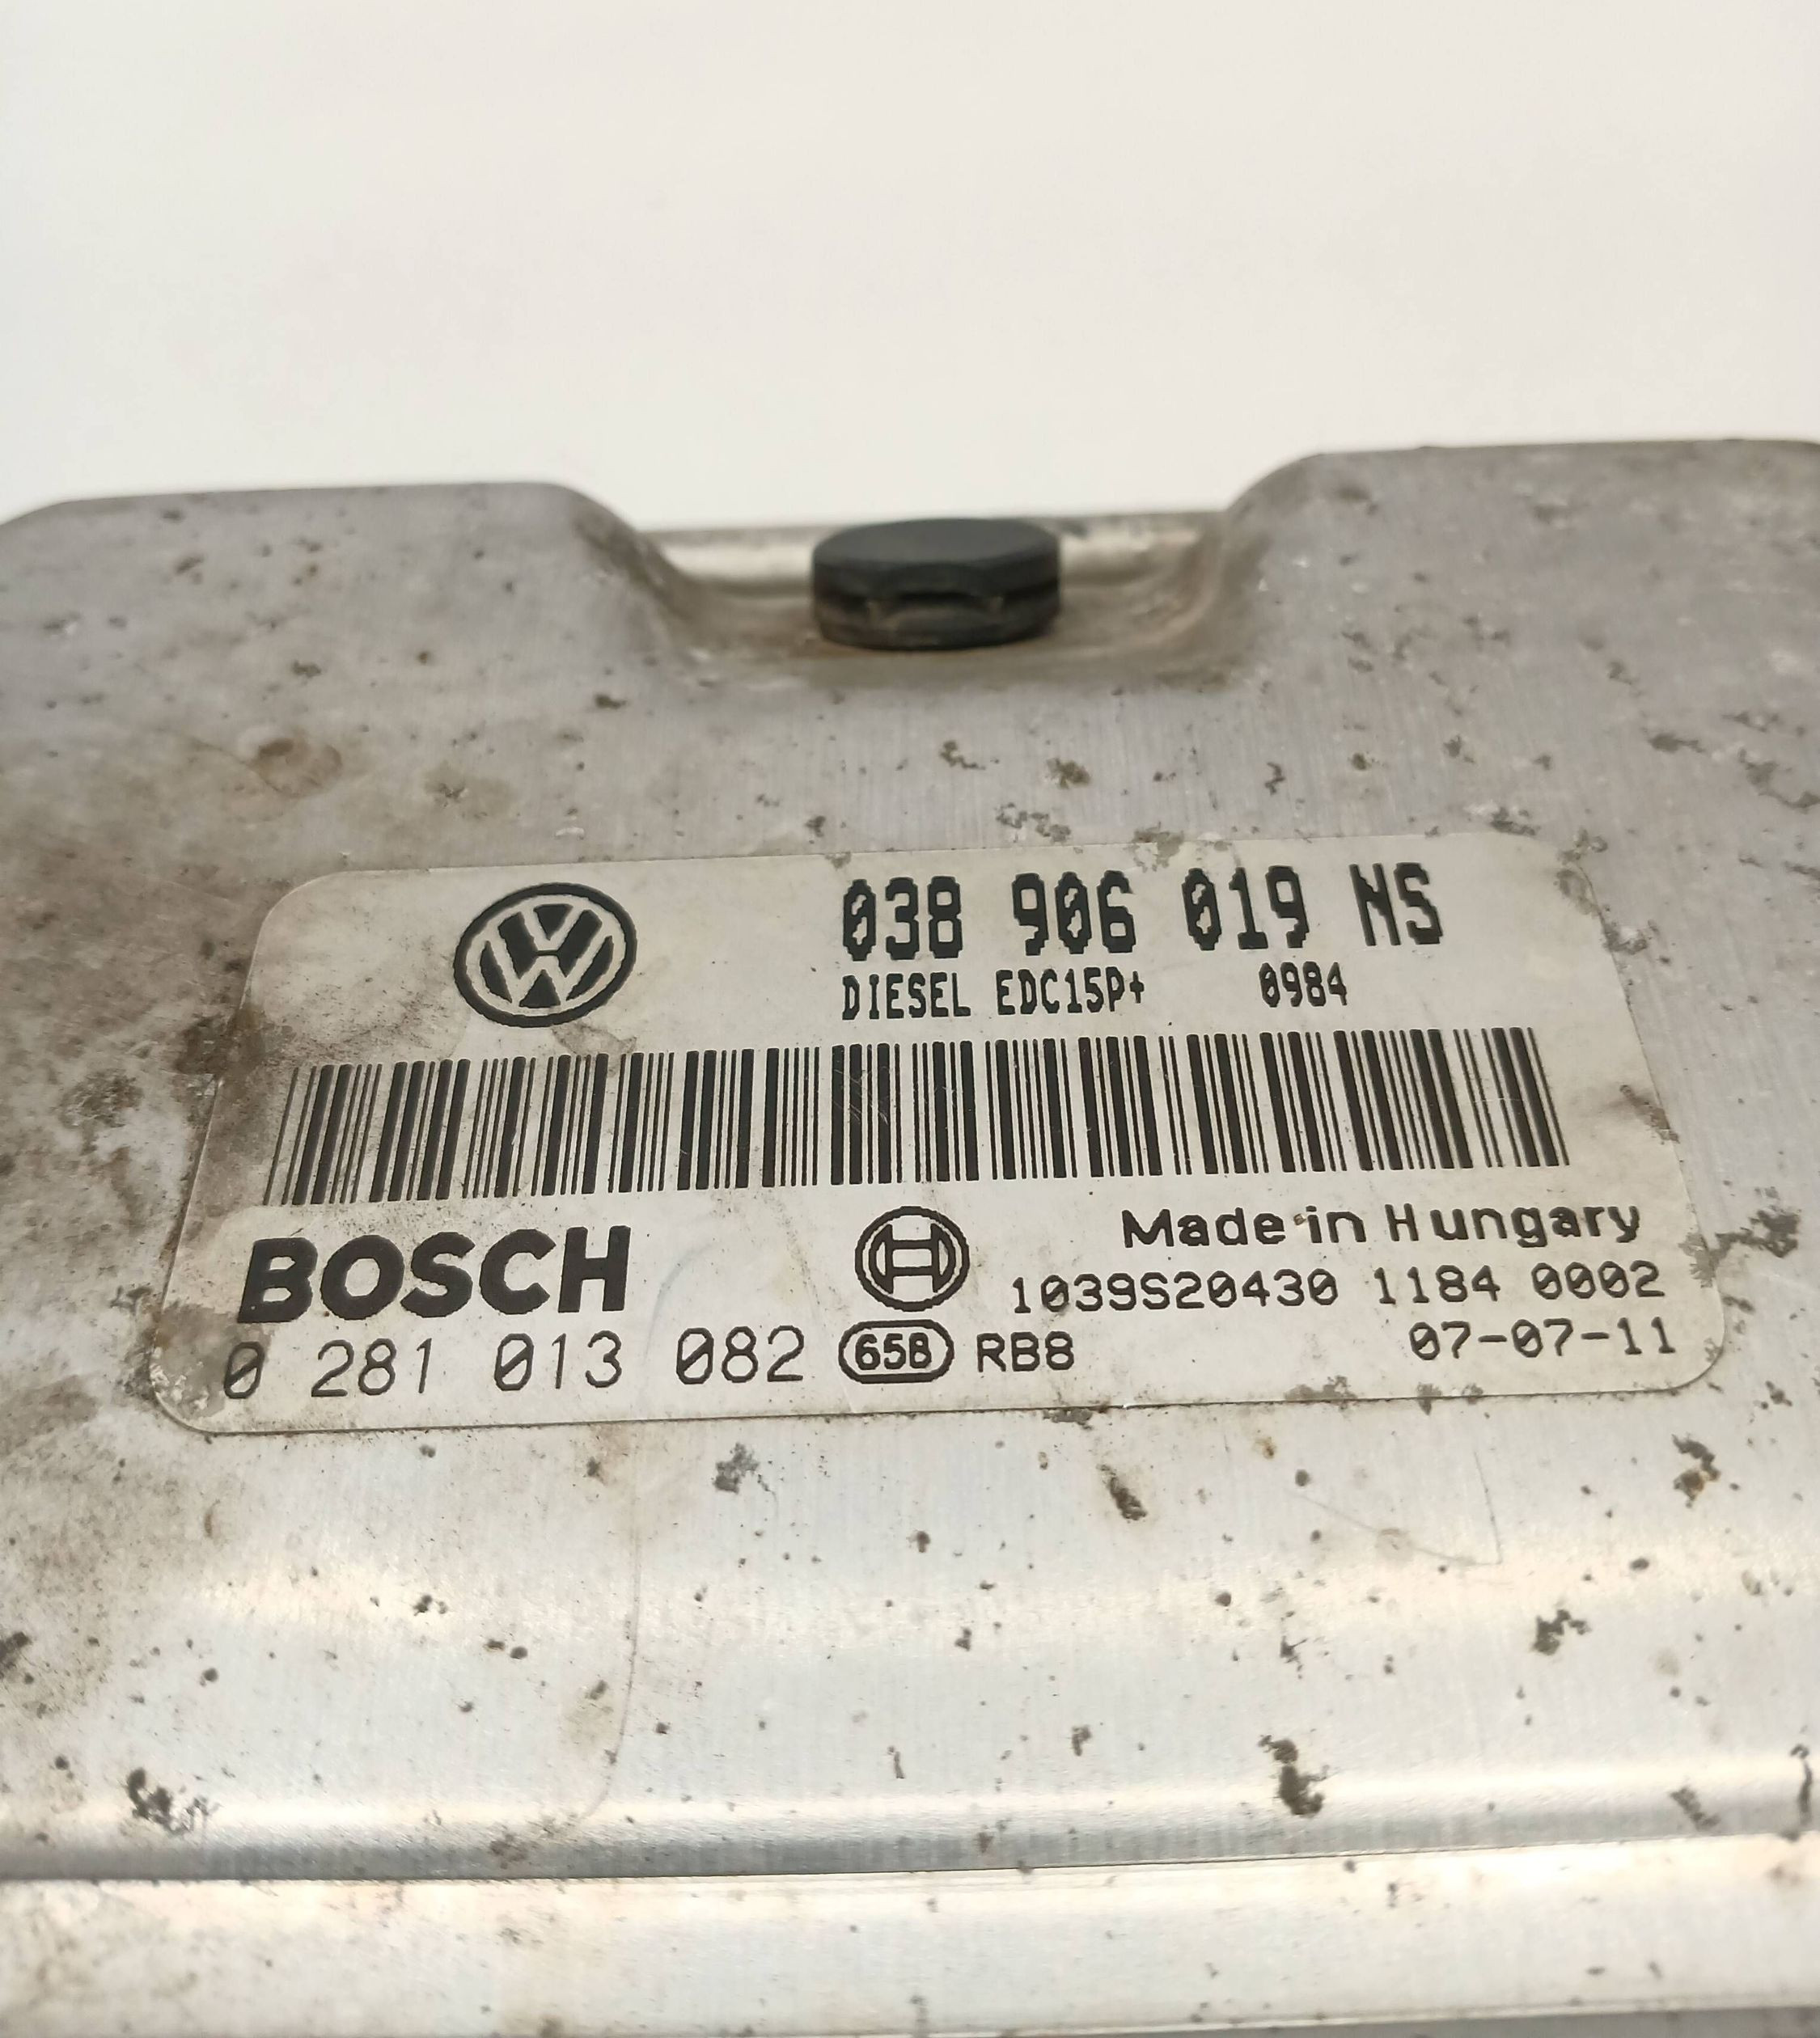 038 906 019 NS
DIESEL EDC15P+ 0984
BOSCH
Made in Hungary
1039S20430 1184 0002
0 281 013 082 658 RB8 07-07-11